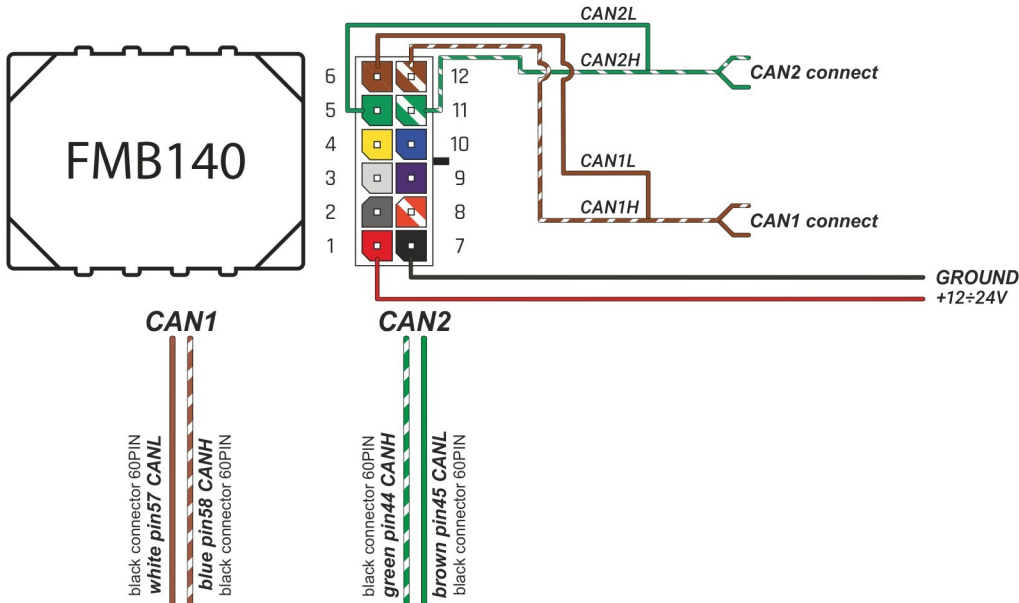 CAN2L
CAN2H
CAN2 connect
FMB140
6
12
5
11
4
10
3
9
2
8
1
7
CAN1L
CAN1H
CAN1 connect
GROUND
+12÷24V
CAN1
CAN2
black connector 60PIN
white pin57 CANL
blue pin58 CANH
black connector 60PIN
black connector 60PIN
green pin44 CANH
brown pin45 CANL
black connector 60PIN